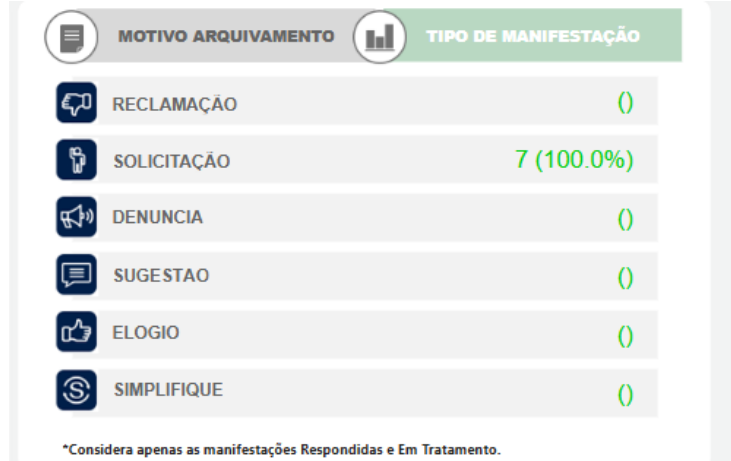 MOTIVO ARQUIVAMENTO TIPO DE MANIFESTAÇÃO
RECLAMAÇÃO ()
SOLICITAÇÃO 7 (100.0%)
DENUNCIA ()
SUGESTAO ()
ELOGIO ()
SIMPLIFIQUE ()
*Considera apenas as manifestações Respondidas e Em Tratamento.